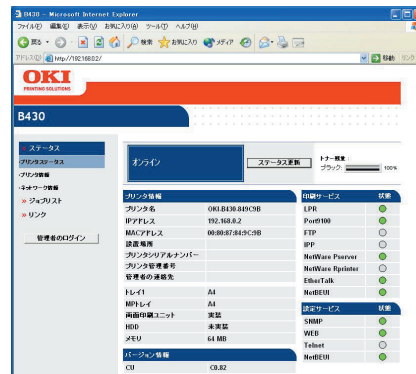 B430 - Microsoft Internet Explorer
ファイル(F) 編集(E) 表示(V) お気に入り(A) ツール(T) ヘルプ(H)
戻る 検索 お気に入り メディア
アドレス(D) http://192.168.0.2/ 移動 リンク
OKI
PRINTING SOLUTIONS
B430
ステータス
プリンタステータス
プリンタ情報
ネットワーク情報
ジョブリスト
リンク
管理者のログイン
オンライン
ステータス更新
トナー残量:
ブラック: 100%
プリンタ情報
プリンタ名 OKI-B430-849C9B
IPアドレス 192.168.0.2
MACアドレス 00:80:87:84:9C:9B
設置場所
プリンタシリアルナンバー
プリンタ管理番号
管理者の連絡先
トレイ1 A4
MPトレイ A4
両面印刷ユニット 実装
HDD 未実装
メモリ 64 MB
バージョン情報
CU C0.82
印刷サービス 状態
LPR
Port9100
FTP
IPP
NetWare Pserver
NetWare Rprinter
EtherTalk
NetBEUI
設定サービス 状態
SNMP
WEB
Telnet
NetBEUI